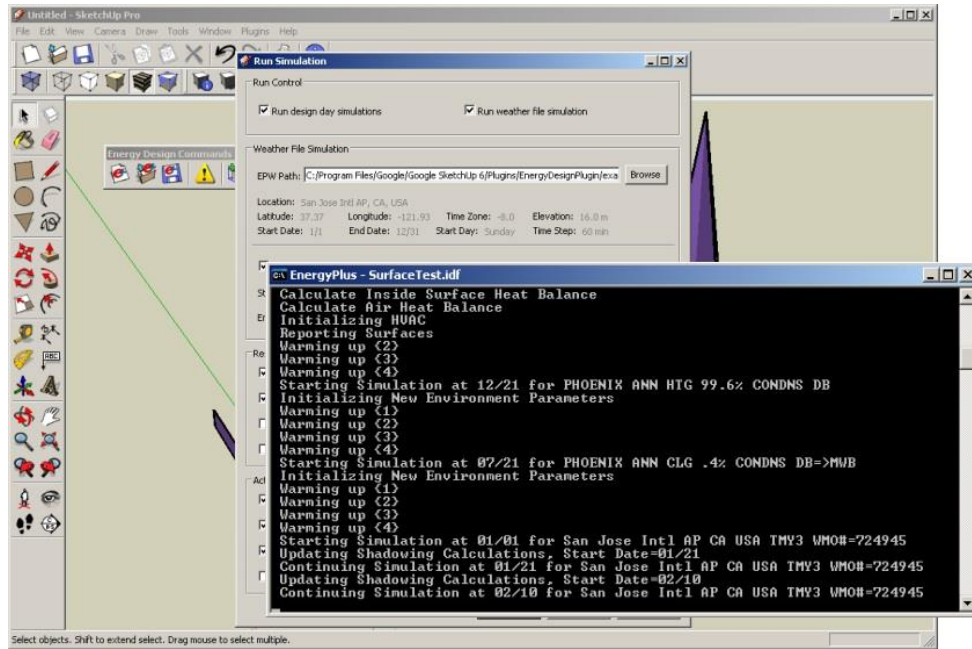 Untitled - SketchUp Pro
File Edit View Camera Draw Tools Window Plugins Help
Run Simulation
Run Control
Run design day simulations
Run weather file simulation
Energy Design Commands
Weather File Simulation
EPW Path: C:/Program Files/Google/Google SketchUp 6/Plugins/EnergyDesignPlugin/exa Browse
Location: San Jose Intl AP, CA, USA
Latitude: 37.37 Longitude: -121.93 Time Zone: -8.0 Elevation: 16.0 m
Start Date: 1/1 End Date: 12/31 Start Day: Sunday Time Step: 60 min
St
Er
Re
Act
ABC
EnergyPlus - SurfaceTest.idf
Calculate Inside Surface Heat Balance
Calculate Air Heat Balance
Initializing HVAC
Reporting Surfaces
Warming up {2}
Warming up {3}
Warming up {4}
Starting Simulation at 12/21 for PHOENIX ANN HTG 99.6% CONDNS DB
Initializing New Environment Parameters
Warming up {1}
Warming up {2}
Warming up {3}
Warming up {4}
Starting Simulation at 07/21 for PHOENIX ANN CLG .4% CONDNS DB=>MWB
Initializing New Environment Parameters
Warming up {1}
Warming up {2}
Warming up {3}
Warming up {4}
Starting Simulation at 01/01 for San Jose Intl AP CA USA TMY3 WMO#=724945
Updating Shadowing Calculations, Start Date=01/21
Continuing Simulation at 01/21 for San Jose Intl AP CA USA TMY3 WMO#=724945
Updating Shadowing Calculations, Start Date=02/10
Continuing Simulation at 02/10 for San Jose Intl AP CA USA TMY3 WMO#=724945
Select objects. Shift to extend select. Drag mouse to select multiple.